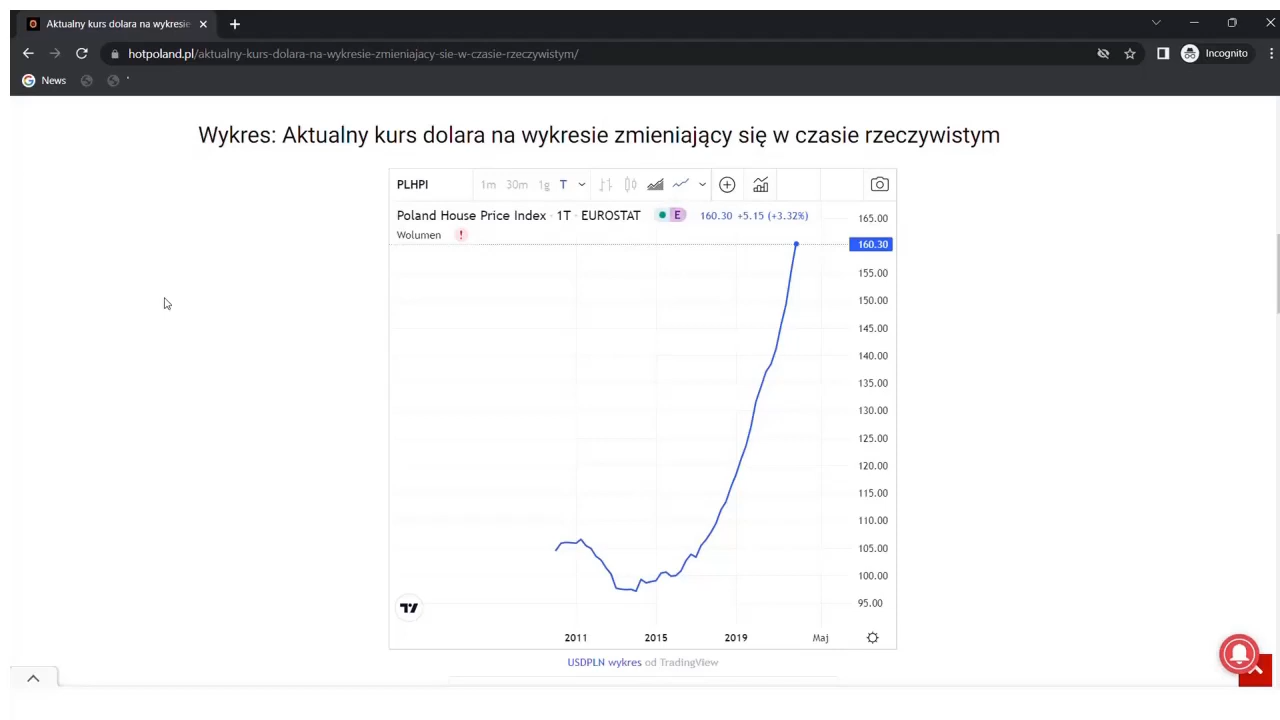 Aktualny kurs dolara na wykresie
hotpoland.pl/aktualny-kurs-dolara-na-wykresie-zmieniajacy-sie-w-czasie-rzeczywistym/
Incognito
News
Wykres: Aktualny kurs dolara na wykresie zmieniający się w czasie rzeczywistym
PLHPI 1m 30m 1g T
Poland House Price Index · 1T · EUROSTAT E 160.30 +5.15 (+3.32%)
Wolumen !
165.00
160.30
155.00
150.00
145.00
140.00
135.00
130.00
125.00
120.00
115.00
110.00
105.00
100.00
95.00
2011 2015 2019 Maj
USDPLN wykres od TradingView